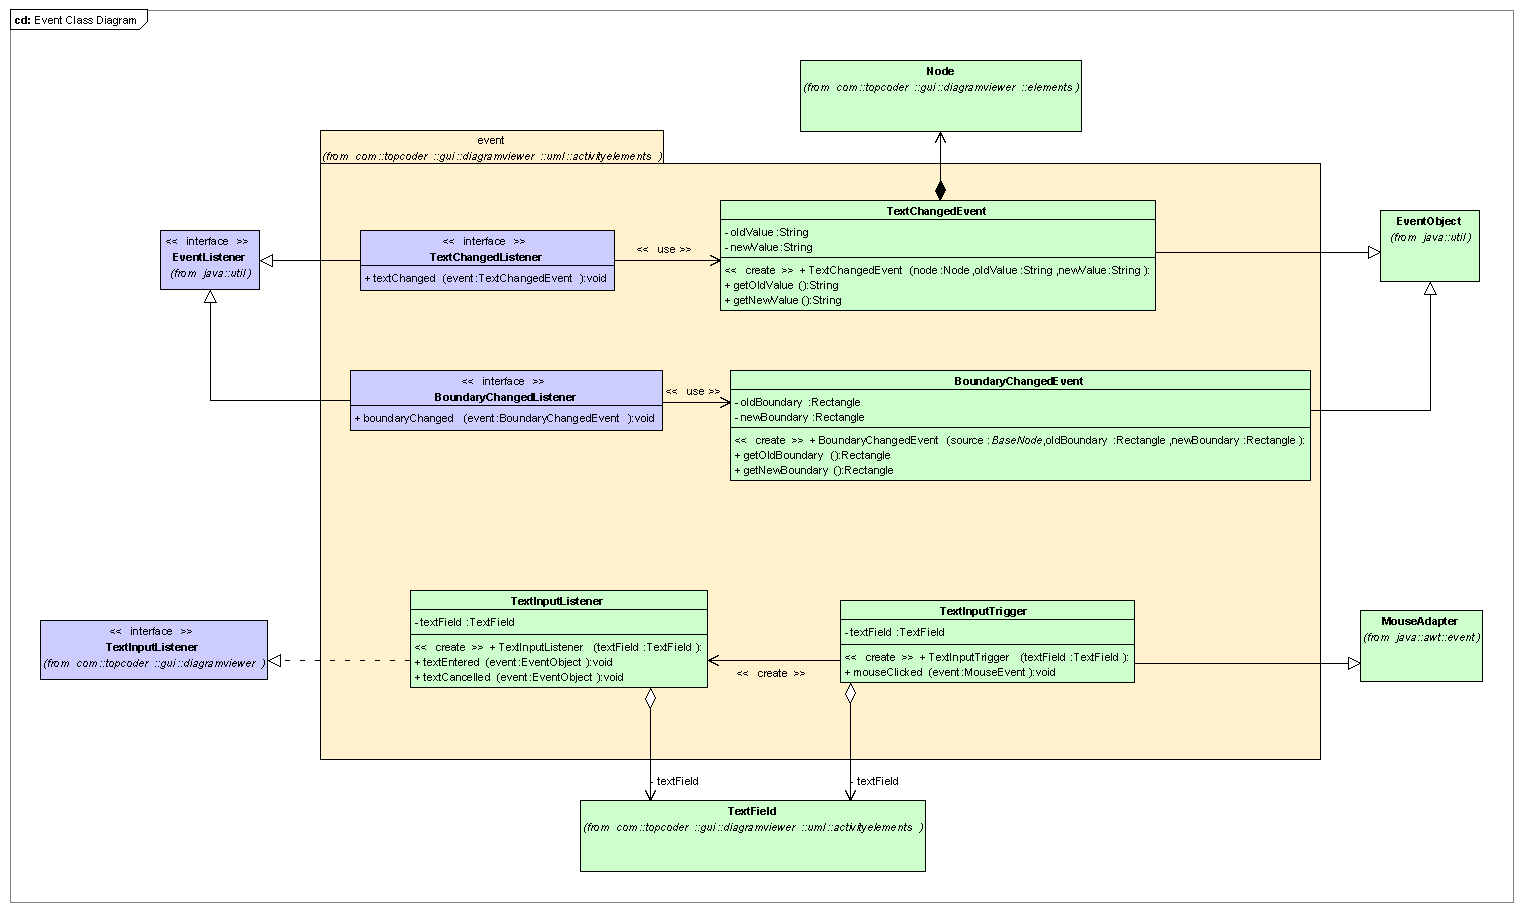 cd: Event Class Diagram
Node
(from com::topcoder::gui::diagramviewer::elements)
event
(from com::topcoder::gui::diagramviewer::uml::activityelements)
<< interface >>
EventListener
(from java::util)
<< interface >>
TextChangedListener
+ textChanged (event:TextChangedEvent ):void
<< use >>
TextChangedEvent
- oldValue:String
- newValue:String
<< create >> + TextChangedEvent (node:Node,oldValue:String,newValue:String):
+ getOldValue ():String
+ getNewValue ():String
EventObject
(from java::util)
<< interface >>
BoundaryChangedListener
+ boundaryChanged (event:BoundaryChangedEvent ):void
<< use >>
BoundaryChangedEvent
- oldBoundary :Rectangle
- newBoundary :Rectangle
<< create >> + BoundaryChangedEvent (source:BaseNode,oldBoundary :Rectangle,newBoundary :Rectangle):
+ getOldBoundary ():Rectangle
+ getNewBoundary ():Rectangle
<< interface >>
TextInputListener
(from com::topcoder::gui::diagramviewer )
TextInputListener
- textField :TextField
<< create >> + TextInputListener (textField :TextField ):
+ textEntered (event:EventObject ):void
+ textCancelled (event:EventObject ):void
<< create >>
TextInputTrigger
- textField :TextField
<< create >> + TextInputTrigger (textField :TextField ):
+ mouseClicked (event:MouseEvent ):void
MouseAdapter
(from java::awt::event)
- textField
- textField
TextField
(from com::topcoder::gui::diagramviewer::uml::activityelements )